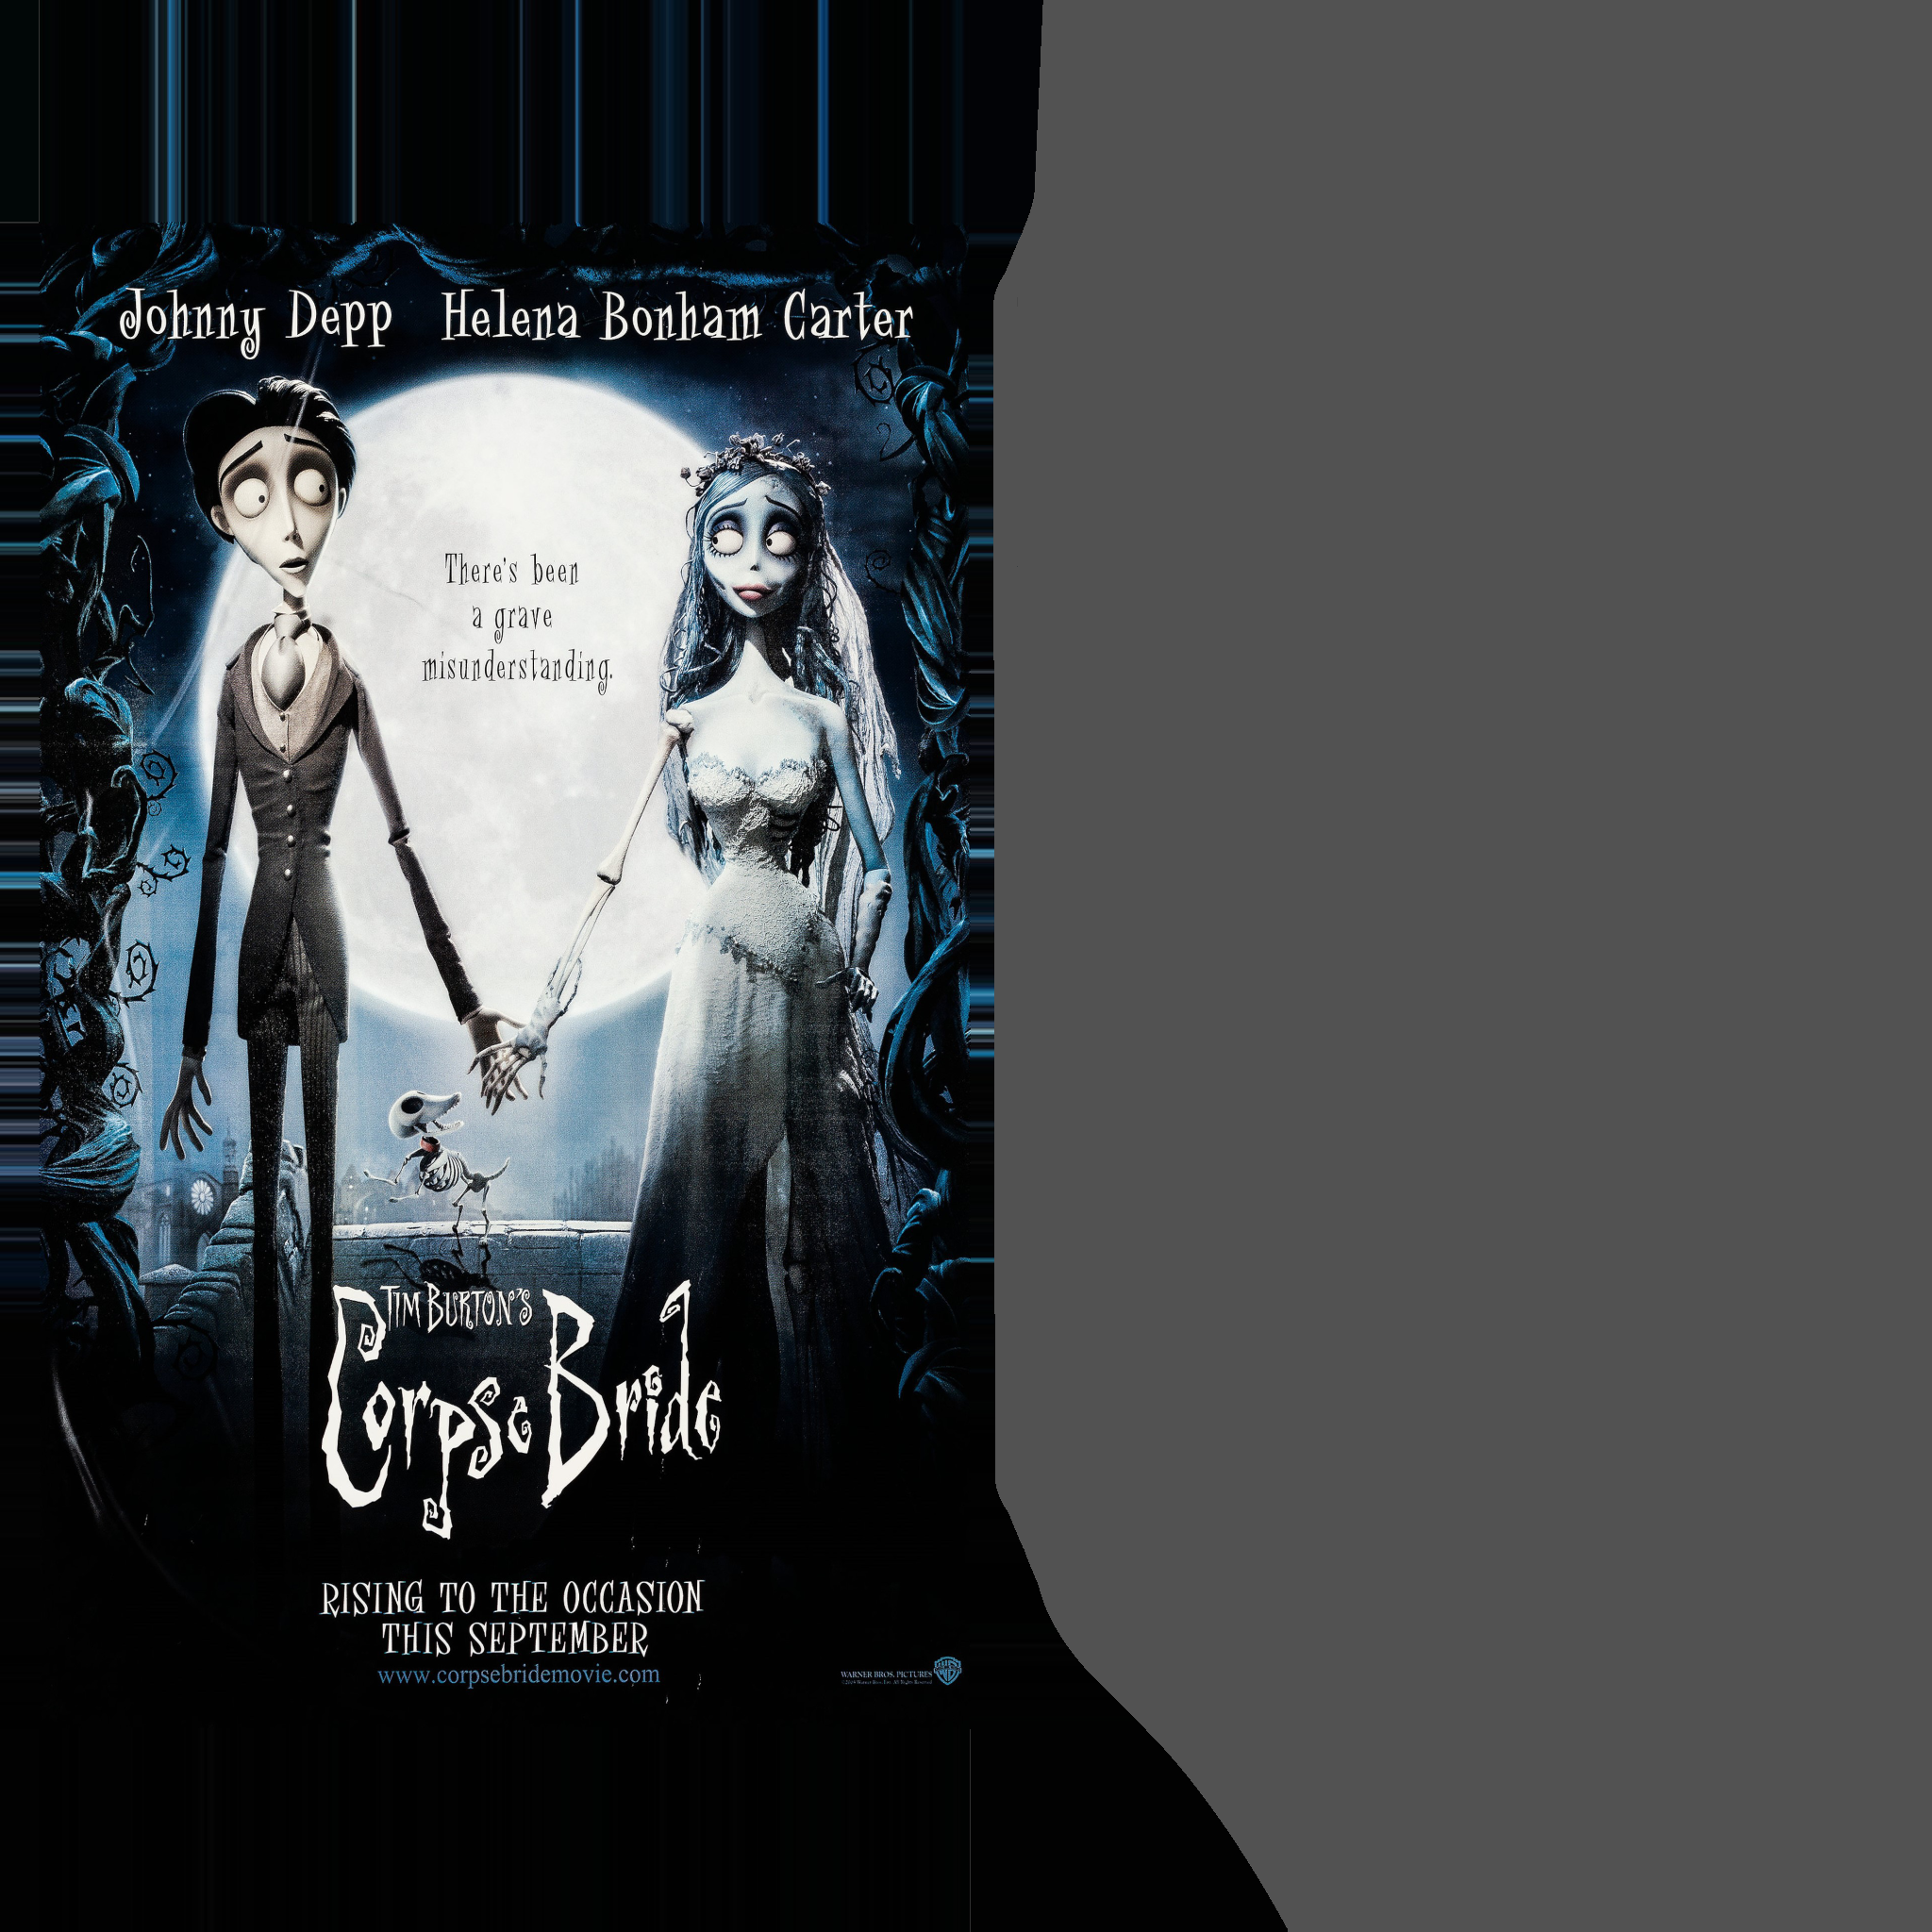 Johnny Depp Helena Bonham Carter
There's been
a grave
misunderstanding.
TIM BURTON'S
Corpse Bride
RISING TO THE OCCASION
THIS SEPTEMBER
www.corpsebridemovie.com
WARNER BROS. PICTURES